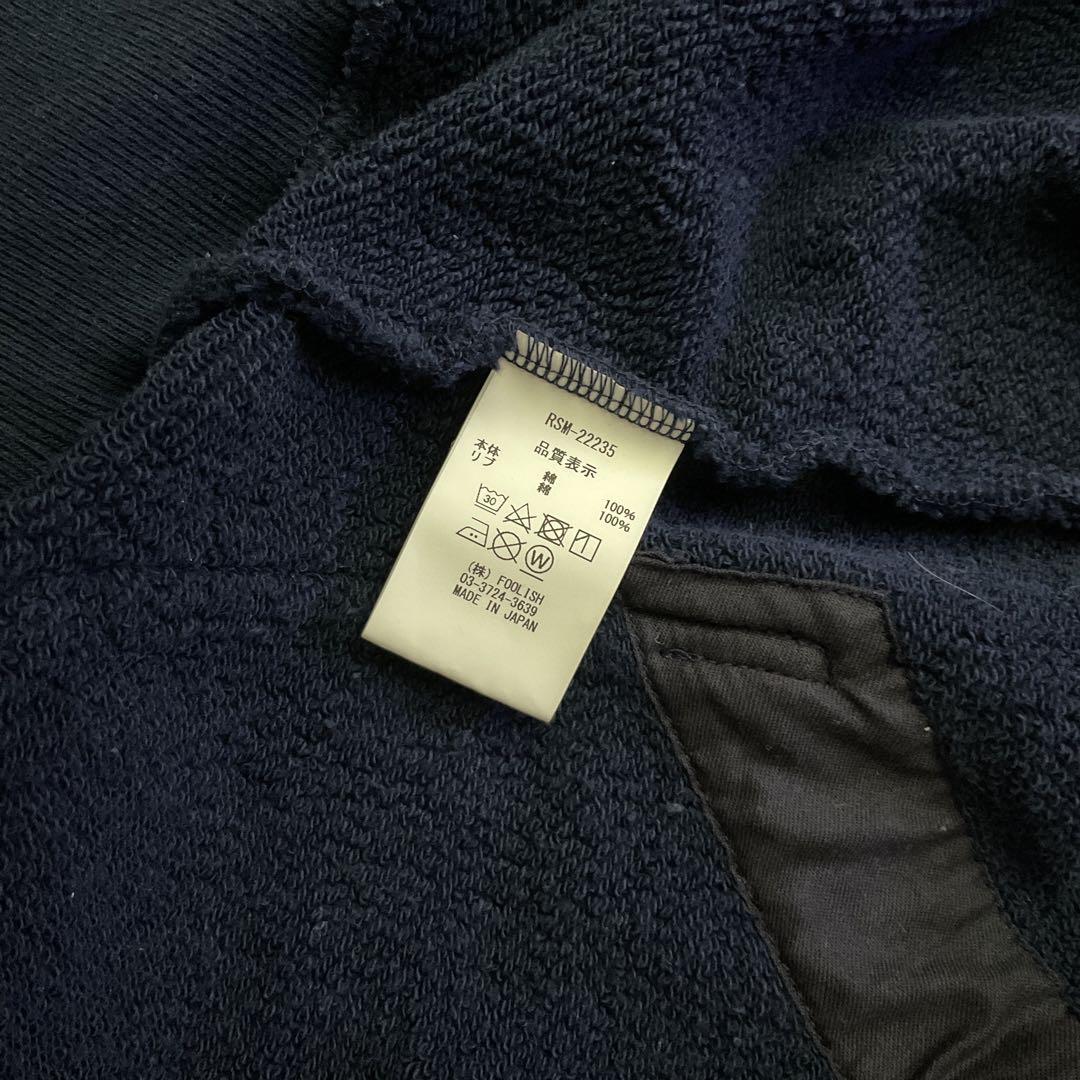 RSM-22235
品質表示
本体 綿 100%
リブ 綿 100%
30
W
(株) FOOLISH
03-3724-3639
MADE IN JAPAN